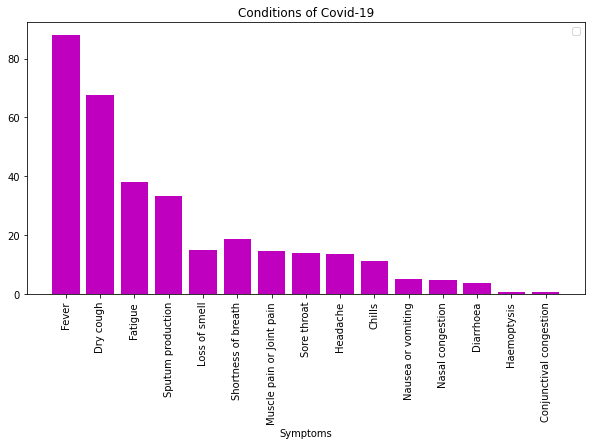 Conditions of Covid-19
80
60
40
20
0
Fever
Dry cough
Fatigue
Sputum production
Loss of smell
Shortness of breath
Muscle pain or Joint pain
Sore throat
Headache
Chills
Nausea or vomiting
Nasal congestion
Diarrhoea
Haemoptysis
Conjunctival congestion
Symptoms